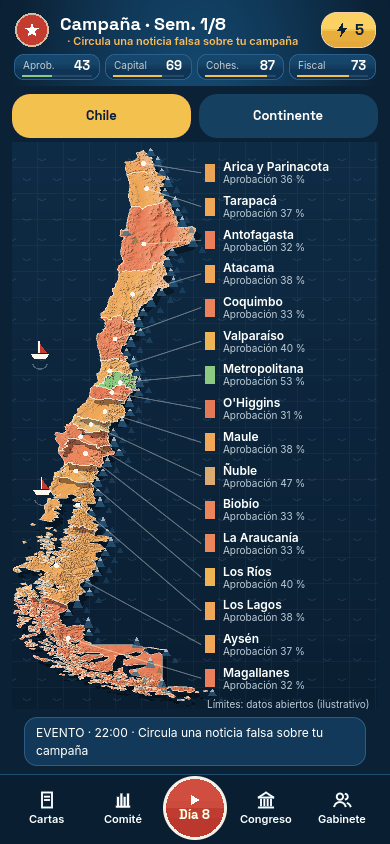 Campaña · Sem. 1/8
· Circula una noticia falsa sobre tu campaña
5
Aprob. 43
Capital 69
Cohes. 87
Fiscal 73
Chile
Continente
Arica y Parinacota
Aprobación 36 %
Tarapacá
Aprobación 37 %
Antofagasta
Aprobación 32 %
Atacama
Aprobación 38 %
Coquimbo
Aprobación 33 %
Valparaíso
Aprobación 40 %
Metropolitana
Aprobación 53 %
O'Higgins
Aprobación 31 %
Maule
Aprobación 38 %
Ñuble
Aprobación 47 %
Biobío
Aprobación 33 %
La Araucanía
Aprobación 33 %
Los Ríos
Aprobación 40 %
Los Lagos
Aprobación 38 %
Aysén
Aprobación 37 %
Magallanes
Aprobación 32 %
Límites: datos abiertos (ilustrativo)
EVENTO · 22:00 · Circula una noticia falsa sobre tu
campaña
Cartas
Comité
Día 8
Congreso
Gabinete